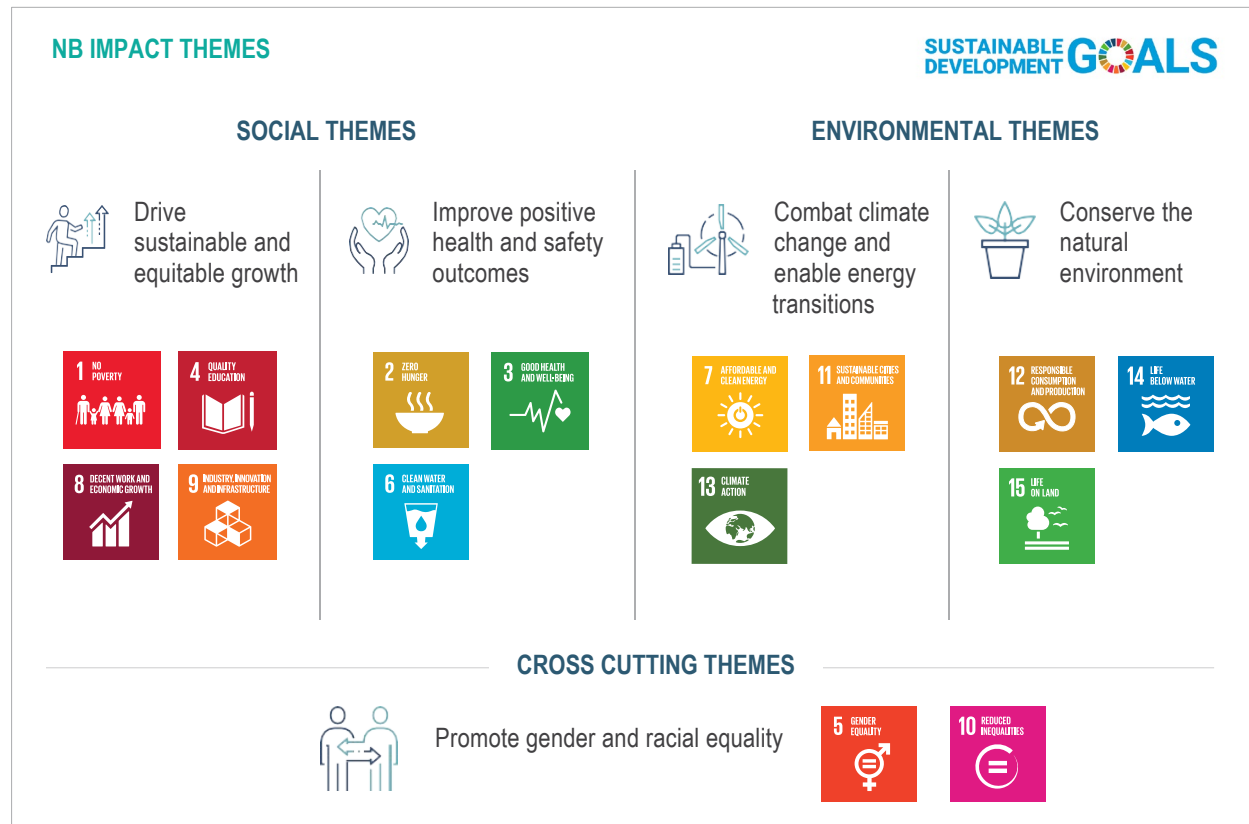 NB IMPACT THEMES
SUSTAINABLE
DEVELOPMENT GOALS
SOCIAL THEMES
Drive
sustainable and
equitable growth
1 NO
POVERTY
4 QUALITY
EDUCATION
8 DECENT WORK AND
ECONOMIC GROWTH
9 INDUSTRY, INNOVATION
AND INFRASTRUCTURE
Improve positive
health and safety
outcomes
2 ZERO
HUNGER
3 GOOD HEALTH
AND WELL-BEING
6 CLEAN WATER
AND SANITATION
ENVIRONMENTAL THEMES
Combat climate
change and
enable energy
transitions
7 AFFORDABLE AND
CLEAN ENERGY
11 SUSTAINABLE CITIES
AND COMMUNITIES
13 CLIMATE
ACTION
Conserve the
natural
environment
12 RESPONSIBLE
CONSUMPTION
AND PRODUCTION
14 LIFE
BELOW WATER
15 LIFE
ON LAND
CROSS CUTTING THEMES
Promote gender and racial equality
5 GENDER
EQUALITY
10 REDUCED
INEQUALITIES